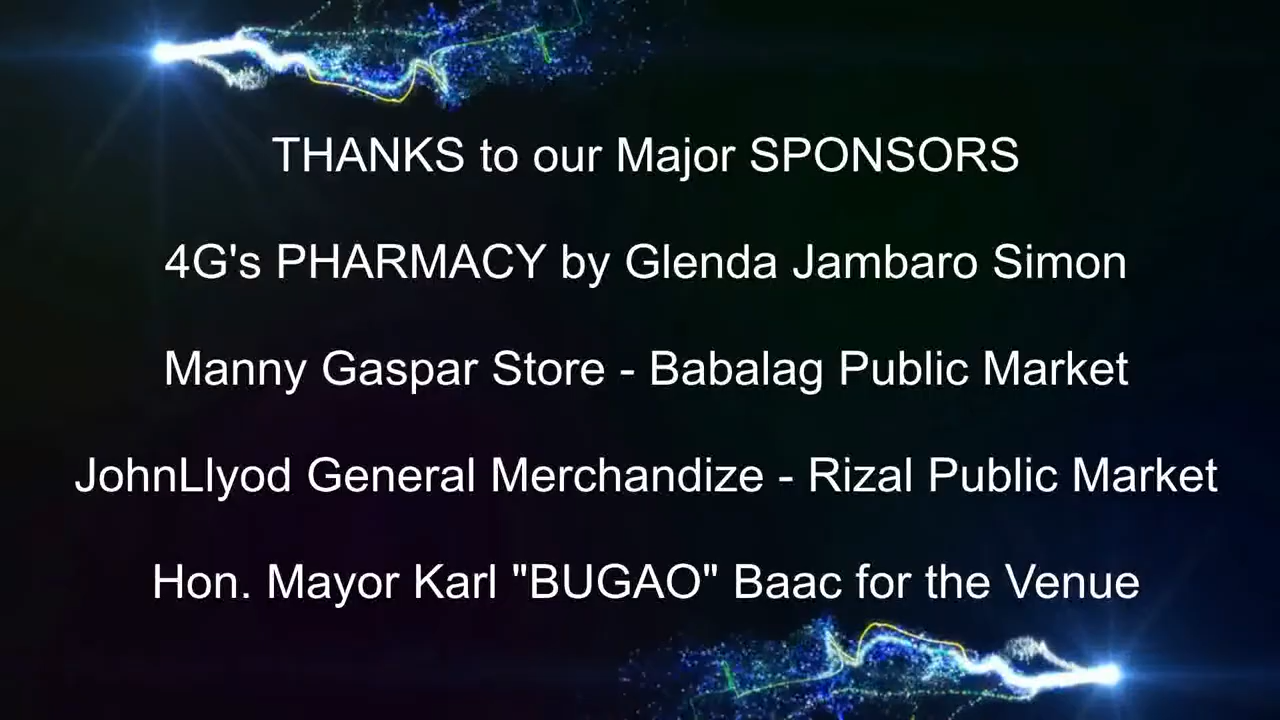 THANKS to our Major SPONSORS
4G's PHARMACY by Glenda Jambaro Simon
Manny Gaspar Store - Babalag Public Market
JohnLlyod General Merchandize - Rizal Public Market
Hon. Mayor Karl "BUGAO" Baac for the Venue